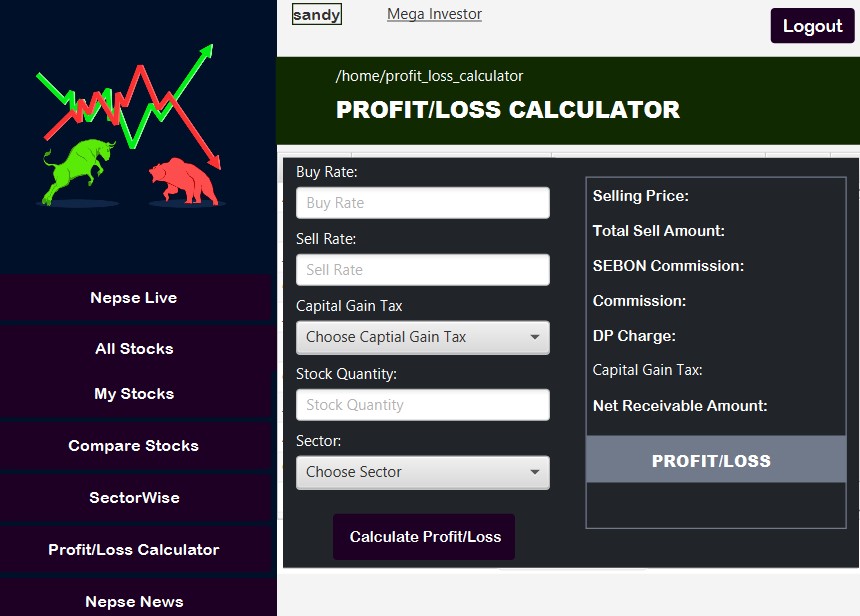 sandy
Mega Investor
Logout
/home/profit_loss_calculator
PROFIT/LOSS CALCULATOR
Nepse Live
All Stocks
My Stocks
Compare Stocks
SectorWise
Profit/Loss Calculator
Nepse News
Buy Rate:
Buy Rate
Sell Rate:
Sell Rate
Capital Gain Tax
Choose Captial Gain Tax
Stock Quantity:
Stock Quantity
Sector:
Choose Sector
Calculate Profit/Loss
Selling Price:
Total Sell Amount:
SEBON Commission:
Commission:
DP Charge:
Capital Gain Tax:
Net Receivable Amount:
PROFIT/LOSS